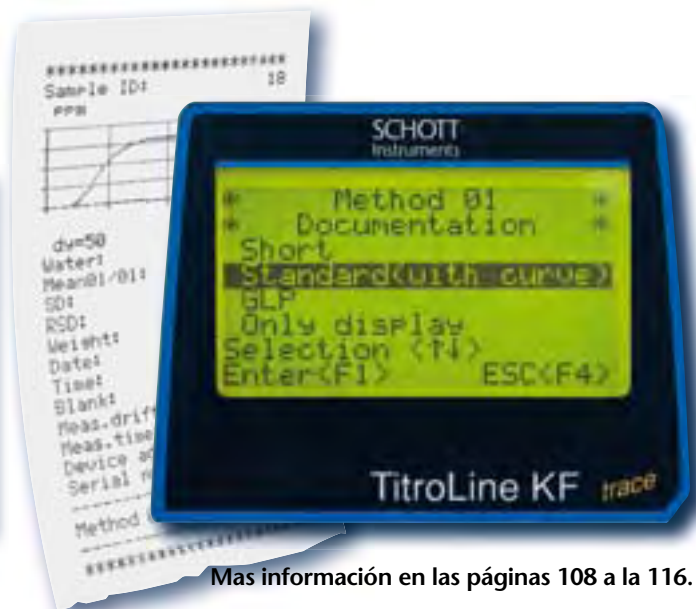 ########################
Sample ID: 18
ppm
dy=50
Water:
Mean01/01:
SD:
RSD:
Weight:
Date:
Time:
Blank:
Meas.drift
Meas.time
Device
Serial
Method
SCHOTT
Instruments
* Method 01 *
* Documentation *
Short
Standard(with curve)
GLP
Only display
Selection <↑↓>
Enter<F1> ESC<F4>
TitroLine KF trace
Mas información en las páginas 108 a la 116.